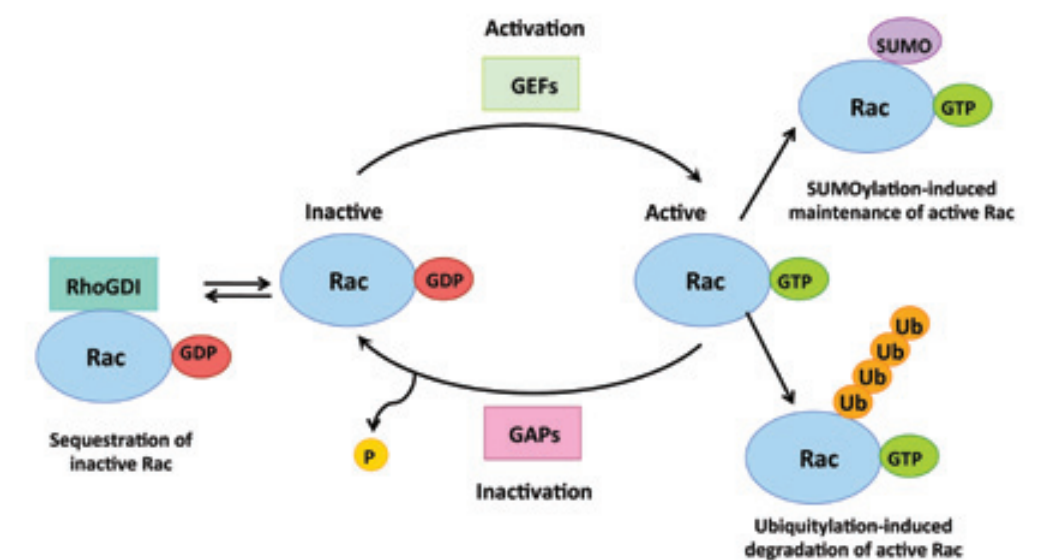 Activation
GEFs
SUMO
Rac
GTP
SUMOylation-induced
maintenance of active Rac
Inactive
Active
Rac
GDP
Rac
GTP
RhoGDI
Rac
GDP
Sequestration of
inactive Rac
P
GAPs
Inactivation
Ub
Ub
Ub
Ub
Rac
GTP
Ubiquitylation-induced
degradation of active Rac